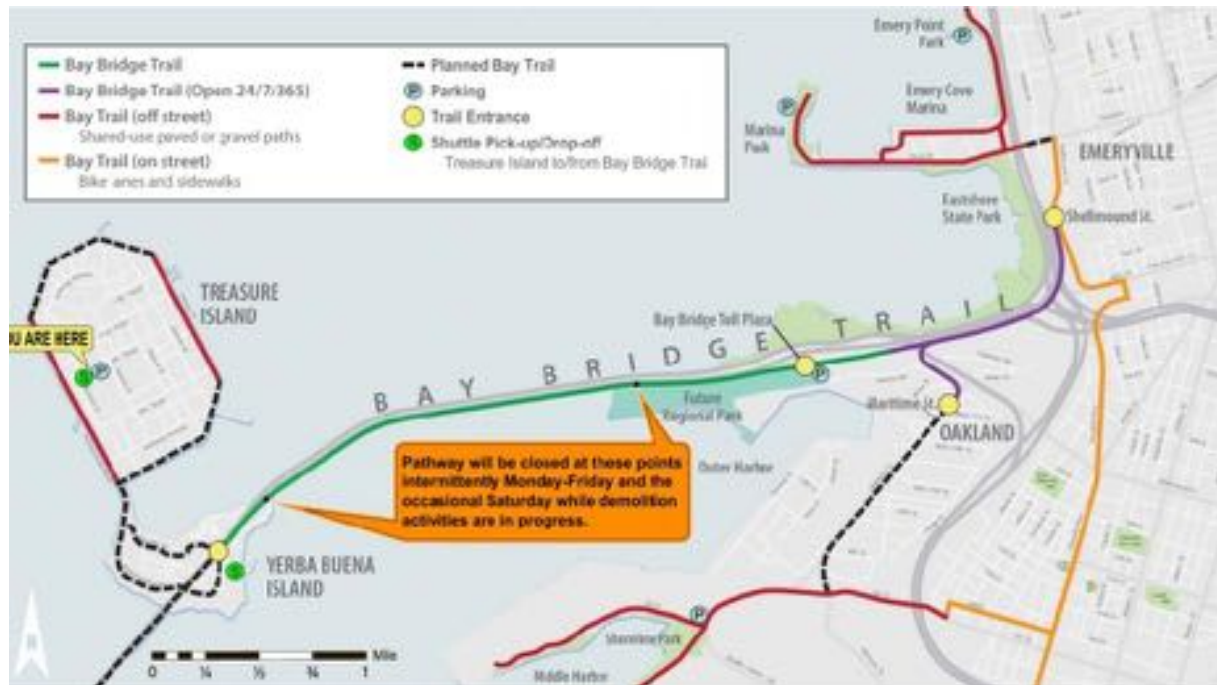 Bay Bridge Trail
Bay Bridge Trail (Open 24/7/365)
Bay Trail (off street)
Shared-use paved or gravel paths
Bay Trail (on street)
Bike lanes and sidewalks
Planned Bay Trail
P Parking
Trail Entrance
S Shuttle Pick-up/Drop-off
Treasure Island to/from Bay Bridge Trail
Emery Point
Park
P
Emery Cove
Marina
P
Marina
Park
EMERYVILLE
Eastshore
State Park
Shellmound St.
TREASURE
ISLAND
OU ARE HERE
S P
BAY BRIDGE TRAIL
Bay Bridge Toll Plaza
P
Future
Regional Park
Maritime St.
OAKLAND
Outer Harbor
Pathway will be closed at these points
intermittently Monday-Friday and the
occasional Saturday while demolition
activities are in progress.
YERBA BUENA
ISLAND
S
P
Shoreline Park
Middle Harbor
0 ¼ ½ ¾ 1 Mile